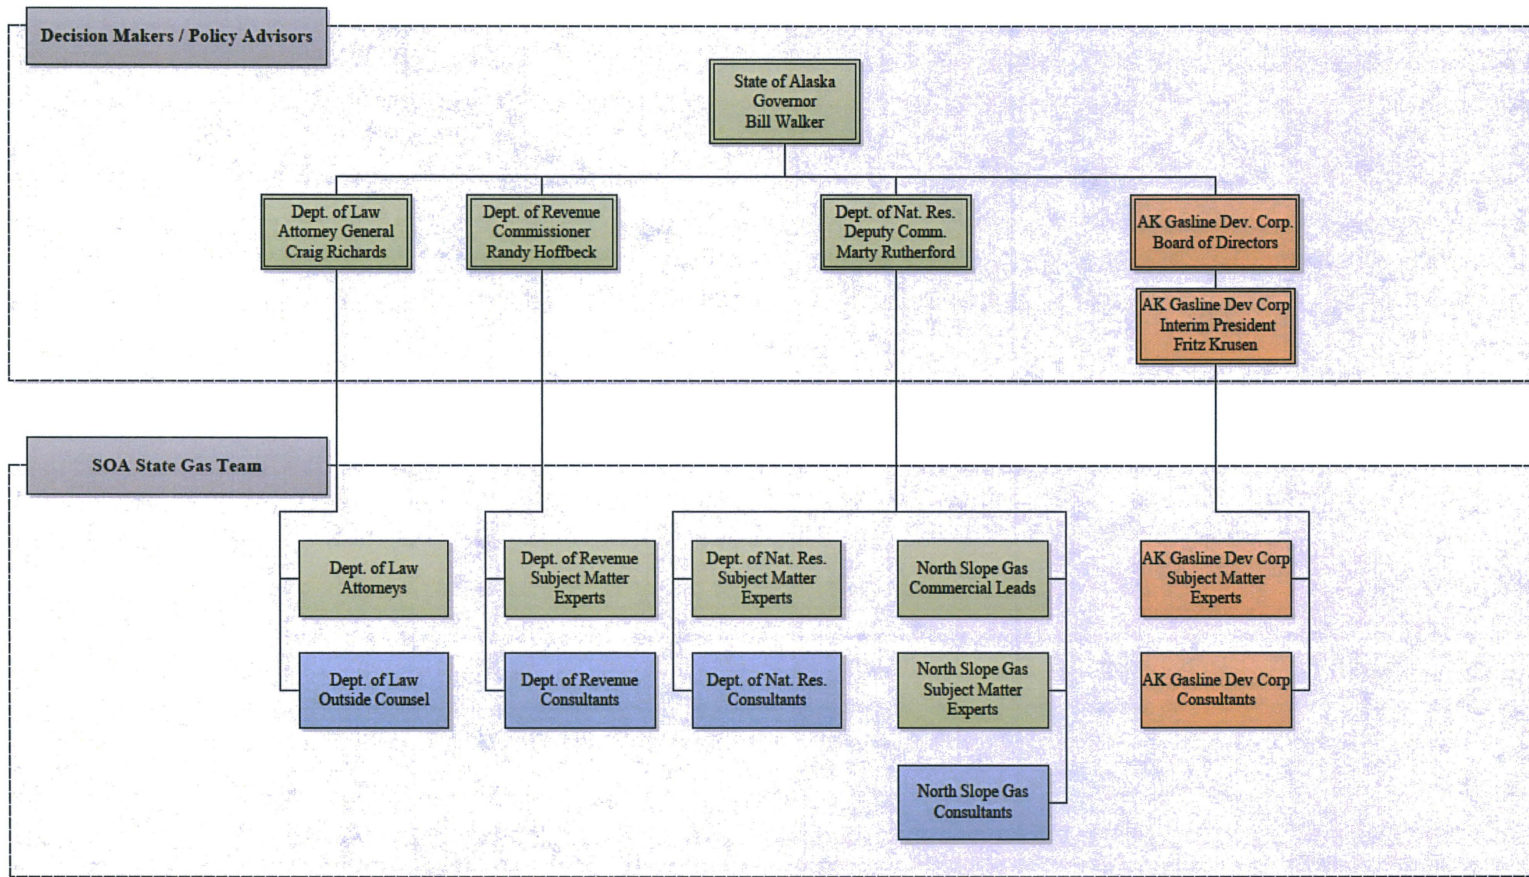 Decision Makers / Policy Advisors
State of Alaska
Governor
Bill Walker
Dept. of Law
Attorney General
Craig Richards
Dept. of Revenue
Commissioner
Randy Hoffbeck
Dept. of Nat. Res.
Deputy Comm.
Marty Rutherford
AK Gasline Dev. Corp.
Board of Directors
AK Gasline Dev Corp
Interim President
Fritz Krusen
SOA State Gas Team
Dept. of Law
Attorneys
Dept. of Revenue
Subject Matter
Experts
Dept. of Nat. Res.
Subject Matter
Experts
North Slope Gas
Commercial Leads
AK Gasline Dev Corp
Subject Matter
Experts
Dept. of Law
Outside Counsel
Dept. of Revenue
Consultants
Dept. of Nat. Res.
Consultants
North Slope Gas
Subject Matter
Experts
AK Gasline Dev Corp
Consultants
North Slope Gas
Consultants